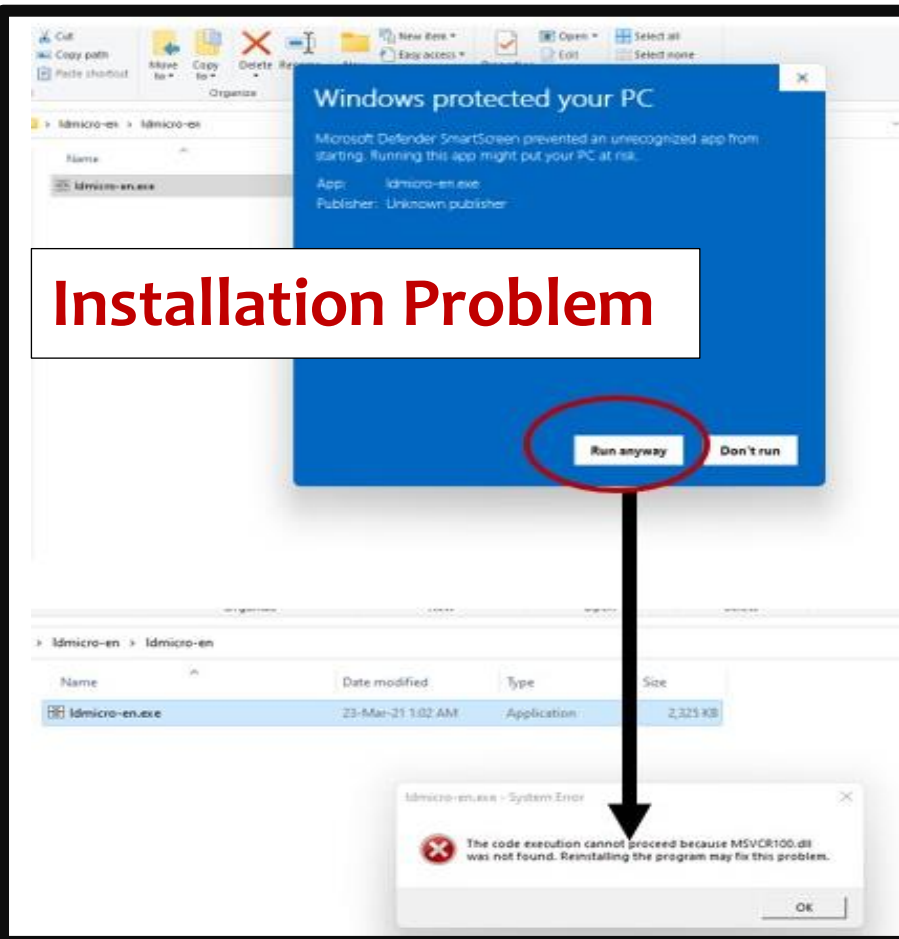 Cut
Copy path
Paste shortcut
Move to
Copy to
Delete
New item
Easy access
Open
Edit
Select all
Select none
Organize
ldmicro-en > ldmicro-en
Name
ldmicro-en.exe
Windows protected your PC
Microsoft Defender SmartScreen prevented an unrecognized app from
starting. Running this app might put your PC at risk.
App: ldmicro-en.exe
Publisher: Unknown publisher
Installation Problem
Run anyway
Don't run
> ldmicro-en > ldmicro-en
Name Date modified Type Size
ldmicro-en.exe 23-Mar-21 1:02 AM Application 2,325 KB
ldmicro-en.exe - System Error
The code execution cannot proceed because MSVCR100.dll
was not found. Reinstalling the program may fix this problem.
OK